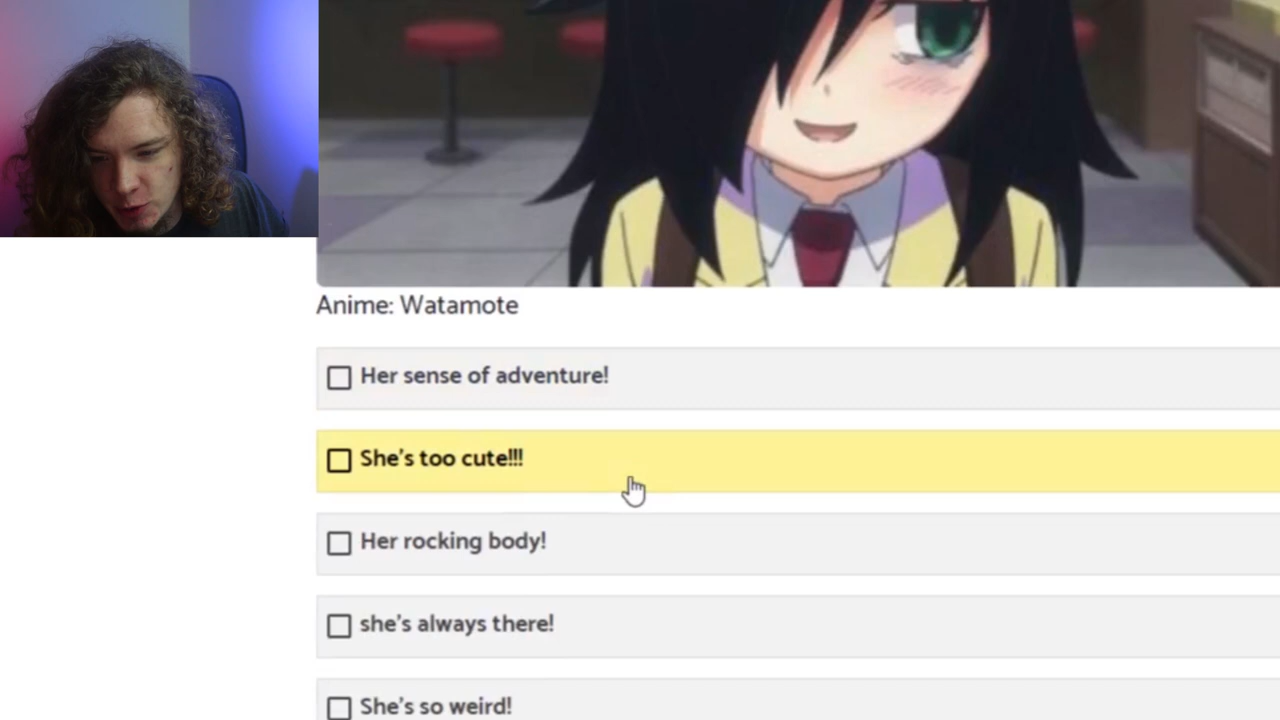 Anime: Watamote
Her sense of adventure!
She's too cute!!!
Her rocking body!
she's always there!
She's so weird!